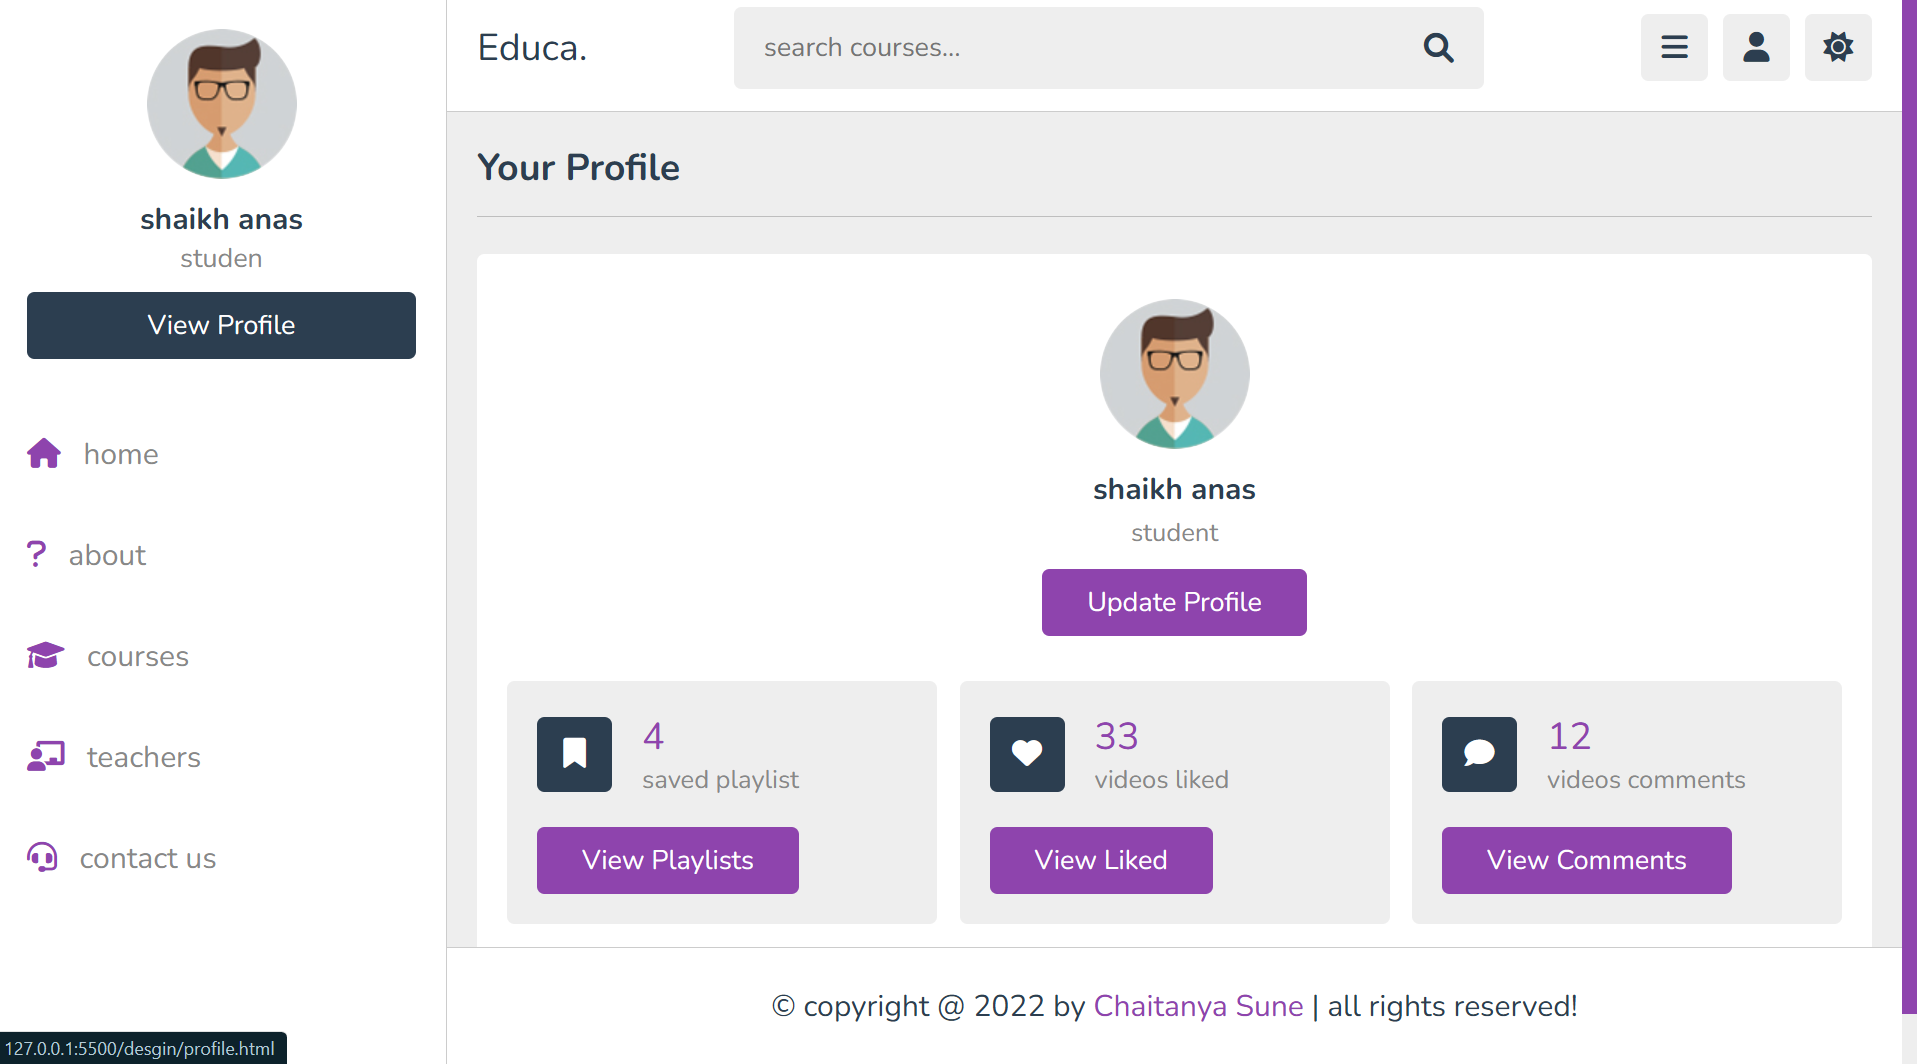 shaikh anas
studen
View Profile
home
about
courses
teachers
contact us
127.0.0.1:5500/desgin/profile.html
Educa.
search courses...
Your Profile
shaikh anas
student
Update Profile
4
saved playlist
View Playlists
33
videos liked
View Liked
12
videos comments
View Comments
© copyright @ 2022 by Chaitanya Sune | all rights reserved!